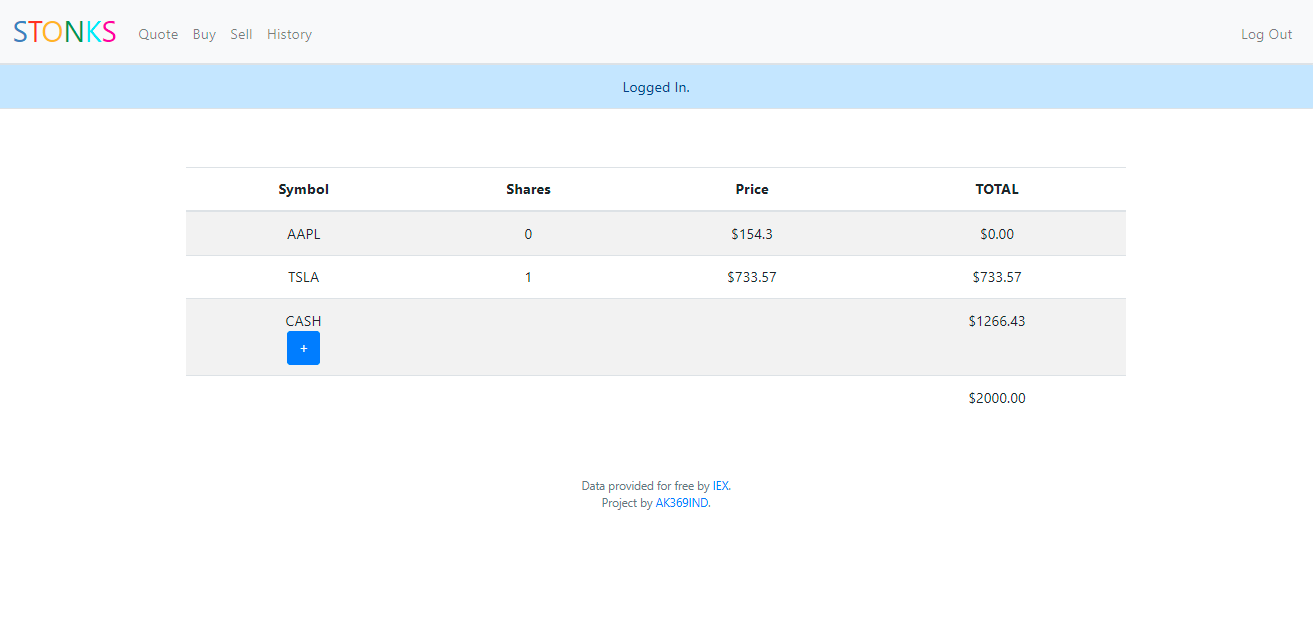 STONKS Quote Buy Sell History Log Out
Logged In.
Symbol Shares Price TOTAL
AAPL 0 $154.3 $0.00
TSLA 1 $733.57 $733.57
CASH $1266.43
+
$2000.00
Data provided for free by IEX.
Project by AK369IND.